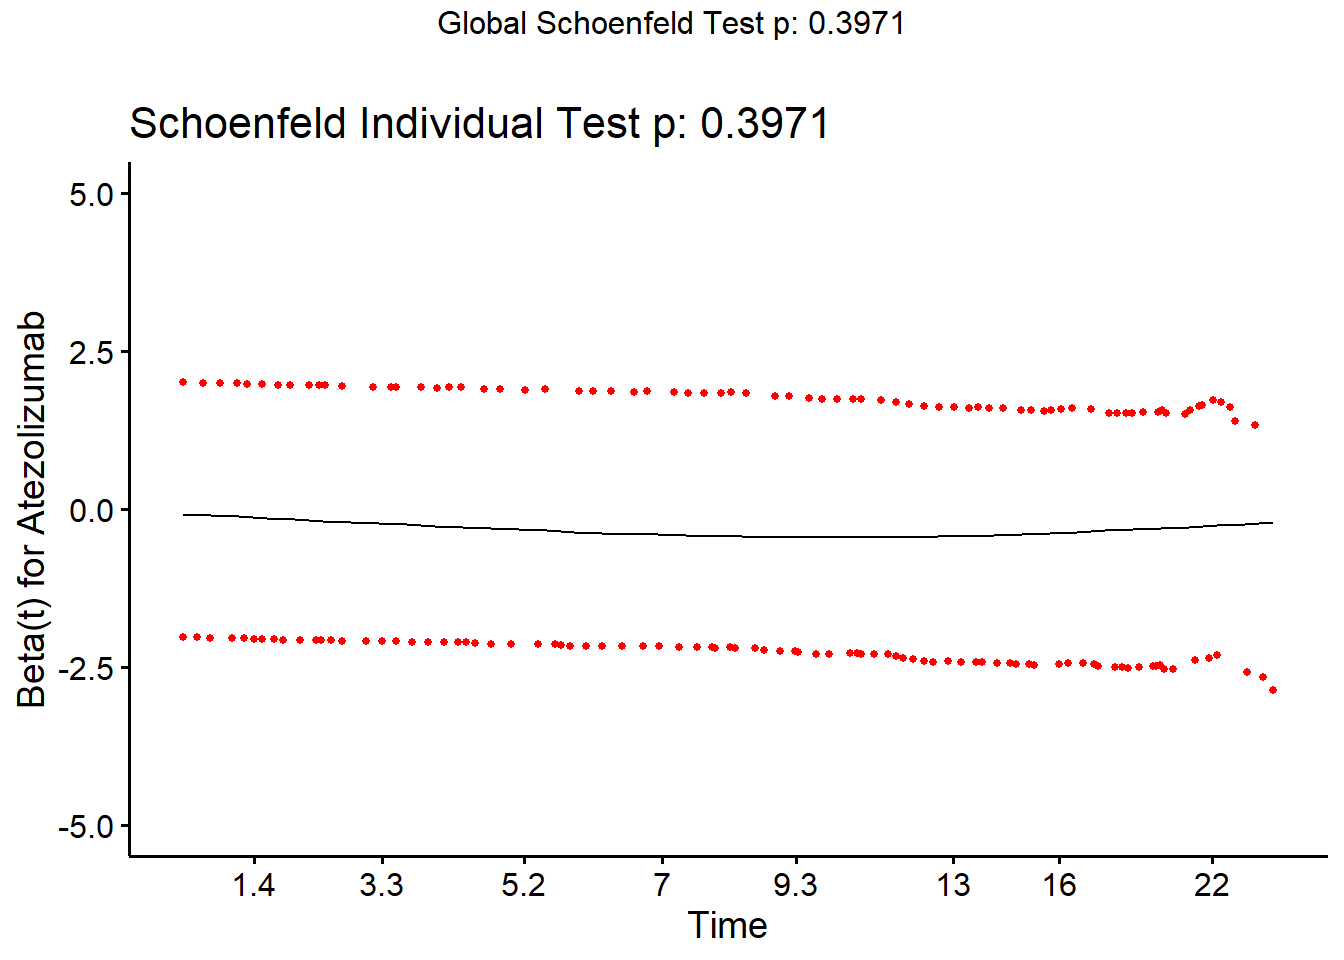 Global Schoenfeld Test p: 0.3971
Schoenfeld Individual Test p: 0.3971
Beta(t) for Atezolizumab
5.0
2.5
0.0
-2.5
-5.0
1.4 3.3 5.2 7 9.3 13 16 22
Time